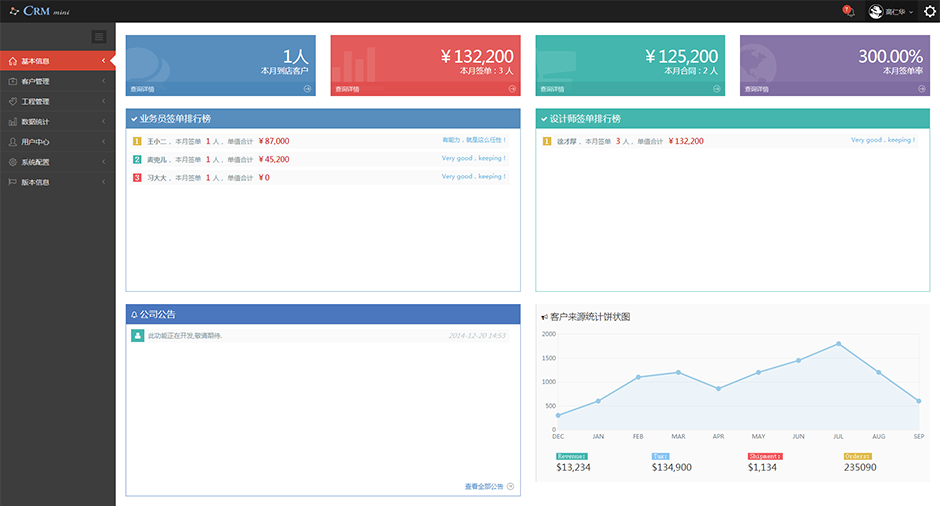 CRM mini
1
高仁华
基本信息
客户管理
工程管理
数据统计
用户中心
系统配置
版本信息
1人
本月到店客户
查询详情
¥132,200
本月签单：3 人
查询详情
¥125,200
本月合同：2 人
查询详情
300.00%
本月签单率
查询详情
业务员签单排行榜
1 王小二， 本月签单 1 人， 单值合计 ¥87,000 有能力，就是这么任性！
2 本月签单 1 人， 单值合计 ¥45,200 Very good，keeping！
3 习大大， 本月签单 1 人， 单值合计 ¥0 Very good，keeping！
设计师签单排行榜
1 徐才厚， 本月签单 3 人， 单值合计 ¥132,200 Very good，keeping！
公司公告
此功能正在开发,敬请期待. 2014-12-20 14:53
查看全部公告
客户来源统计饼状图
2000
1500
1000
500
0
DEC JAN FEB MAR APR MAY JUN JUL AUG SEP
Revenue: Tax: Shipment: Orders:
$13,234 $134,900 $1,134 235090